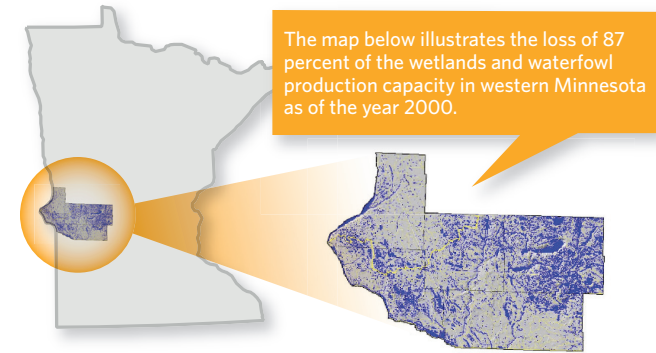 The map below illustrates the loss of 87
percent of the wetlands and waterfowl
production capacity in western Minnesota
as of the year 2000.